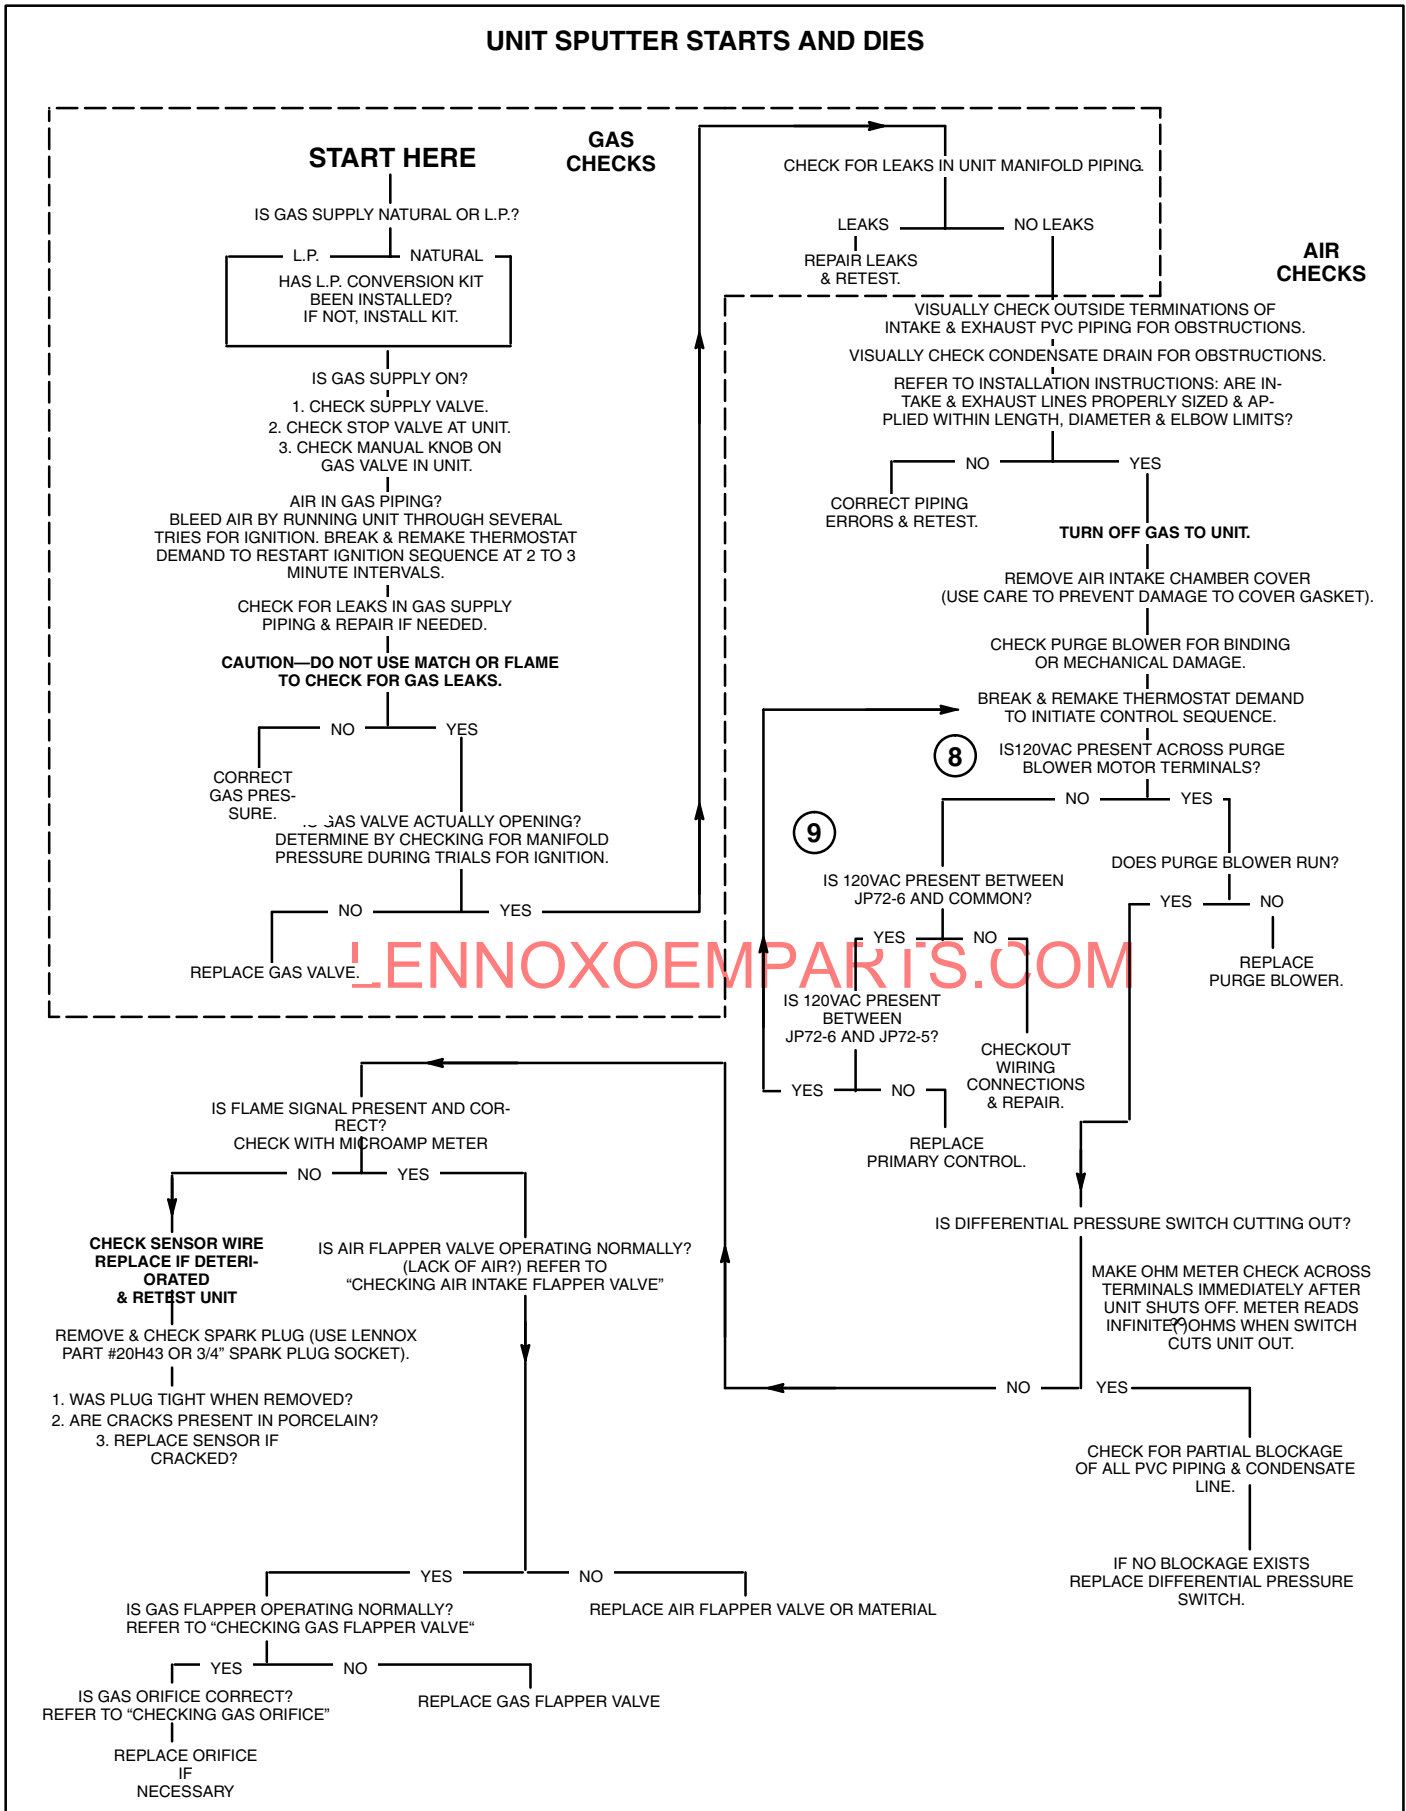 UNIT SPUTTER STARTS AND DIES
GAS
CHECKS
START HERE
IS GAS SUPPLY NATURAL OR L.P.?
L.P.
NATURAL
HAS L.P. CONVERSION KIT
BEEN INSTALLED?
IF NOT, INSTALL KIT.
IS GAS SUPPLY ON?
1. CHECK SUPPLY VALVE.
2. CHECK STOP VALVE AT UNIT.
3. CHECK MANUAL KNOB ON
GAS VALVE IN UNIT.
AIR IN GAS PIPING?
BLEED AIR BY RUNNING UNIT THROUGH SEVERAL
TRIES FOR IGNITION. BREAK & REMAKE THERMOSTAT
DEMAND TO RESTART IGNITION SEQUENCE AT 2 TO 3
MINUTE INTERVALS.
CHECK FOR LEAKS IN GAS SUPPLY
PIPING & REPAIR IF NEEDED.
CAUTION—DO NOT USE MATCH OR FLAME
TO CHECK FOR GAS LEAKS.
NO
YES
CORRECT
GAS PRES-
SURE.
IS GAS VALVE ACTUALLY OPENING?
DETERMINE BY CHECKING FOR MANIFOLD
PRESSURE DURING TRIALS FOR IGNITION.
NO
YES
REPLACE GAS VALVE.
CHECK FOR LEAKS IN UNIT MANIFOLD PIPING.
LEAKS
NO LEAKS
REPAIR LEAKS
& RETEST.
AIR
CHECKS
VISUALLY CHECK OUTSIDE TERMINATIONS OF
INTAKE & EXHAUST PVC PIPING FOR OBSTRUCTIONS.
VISUALLY CHECK CONDENSATE DRAIN FOR OBSTRUCTIONS.
REFER TO INSTALLATION INSTRUCTIONS: ARE IN-
TAKE & EXHAUST LINES PROPERLY SIZED & AP-
PLIED WITHIN LENGTH, DIAMETER & ELBOW LIMITS?
NO
YES
CORRECT PIPING
ERRORS & RETEST.
TURN OFF GAS TO UNIT.
REMOVE AIR INTAKE CHAMBER COVER
(USE CARE TO PREVENT DAMAGE TO COVER GASKET).
CHECK PURGE BLOWER FOR BINDING
OR MECHANICAL DAMAGE.
BREAK & REMAKE THERMOSTAT DEMAND
TO INITIATE CONTROL SEQUENCE.
8
IS120VAC PRESENT ACROSS PURGE
BLOWER MOTOR TERMINALS?
NO
YES
9
IS 120VAC PRESENT BETWEEN
JP72-6 AND COMMON?
YES
NO
IS 120VAC PRESENT
BETWEEN
JP72-6 AND JP72-5?
CHECKOUT
WIRING
CONNECTIONS
& REPAIR.
YES
NO
REPLACE
PRIMARY CONTROL.
DOES PURGE BLOWER RUN?
YES
NO
REPLACE
PURGE BLOWER.
LENNOXOEMPARTS.COM
IS DIFFERENTIAL PRESSURE SWITCH CUTTING OUT?
MAKE OHM METER CHECK ACROSS
TERMINALS IMMEDIATELY AFTER
UNIT SHUTS OFF. METER READS
INFINITE(∞)OHMS WHEN SWITCH
CUTS UNIT OUT.
NO
YES
CHECK FOR PARTIAL BLOCKAGE
OF ALL PVC PIPING & CONDENSATE
LINE.
IF NO BLOCKAGE EXISTS
REPLACE DIFFERENTIAL PRESSURE
SWITCH.
IS FLAME SIGNAL PRESENT AND COR-
RECT?
CHECK WITH MICROAMP METER
NO
YES
CHECK SENSOR WIRE
REPLACE IF DETERI-
ORATED
& RETEST UNIT
REMOVE & CHECK SPARK PLUG (USE LENNOX
PART #20H43 OR 3/4” SPARK PLUG SOCKET).
1. WAS PLUG TIGHT WHEN REMOVED?
2. ARE CRACKS PRESENT IN PORCELAIN?
3. REPLACE SENSOR IF
CRACKED?
IS AIR FLAPPER VALVE OPERATING NORMALLY?
(LACK OF AIR?) REFER TO
“CHECKING AIR INTAKE FLAPPER VALVE”
YES
NO
IS GAS FLAPPER OPERATING NORMALLY?
REFER TO “CHECKING GAS FLAPPER VALVE“
REPLACE AIR FLAPPER VALVE OR MATERIAL
YES
NO
IS GAS ORIFICE CORRECT?
REFER TO “CHECKING GAS ORIFICE”
REPLACE GAS FLAPPER VALVE
REPLACE ORIFICE
IF
NECESSARY